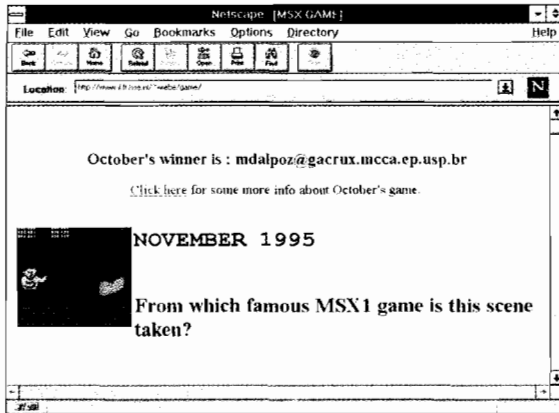 Netscape [MSX GAME]
File Edit View Go Bookmarks Options Directory Help
Back Home Reload Open Print Find
Location: N
October's winner is : mdalpoz@gacrux.mcca.ep.usp.br
Click here for some more info about October's game.
NOVEMBER 1995
From which famous MSX1 game is this scene
taken?